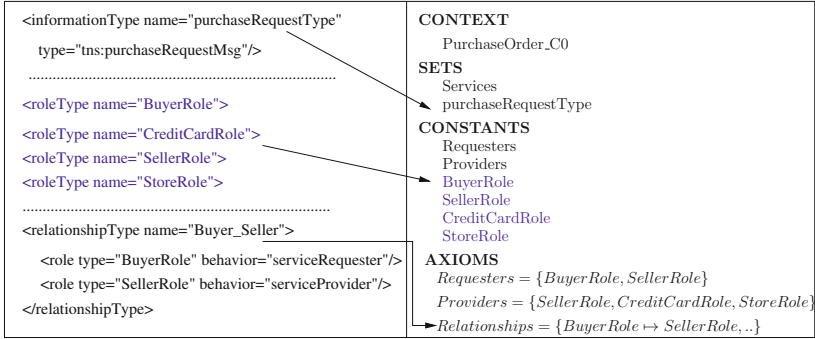 <informationType name="purchaseRequestType"
type="tns:purchaseRequestMsg"/>
.............................................................................
<roleType name="BuyerRole">
<roleType name="CreditCardRole">
<roleType name="SellerRole">
<roleType name="StoreRole">
.............................................................................
<relationshipType name="Buyer_Seller">
<role type="BuyerRole" behavior="serviceRequester"/>
<role type="SellerRole" behavior="serviceProvider"/>
</relationshipType>
CONTEXT
PurchaseOrder_C0
SETS
Services
purchaseRequestType
CONSTANTS
Requesters
Providers
BuyerRole
SellerRole
CreditCardRole
StoreRole
AXIOMS
Requesters = {BuyerRole, SellerRole}
Providers = {SellerRole, CreditCardRole, StoreRole}
Relationships = {BuyerRole ↦ SellerRole, ..}